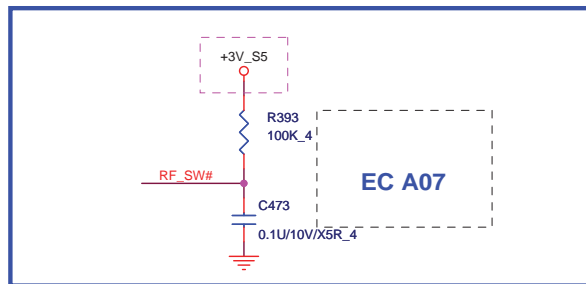 +3V_S5
R393
100K_4
RF_SW#
EC A07
C473
0.1U/10V/X5R_4